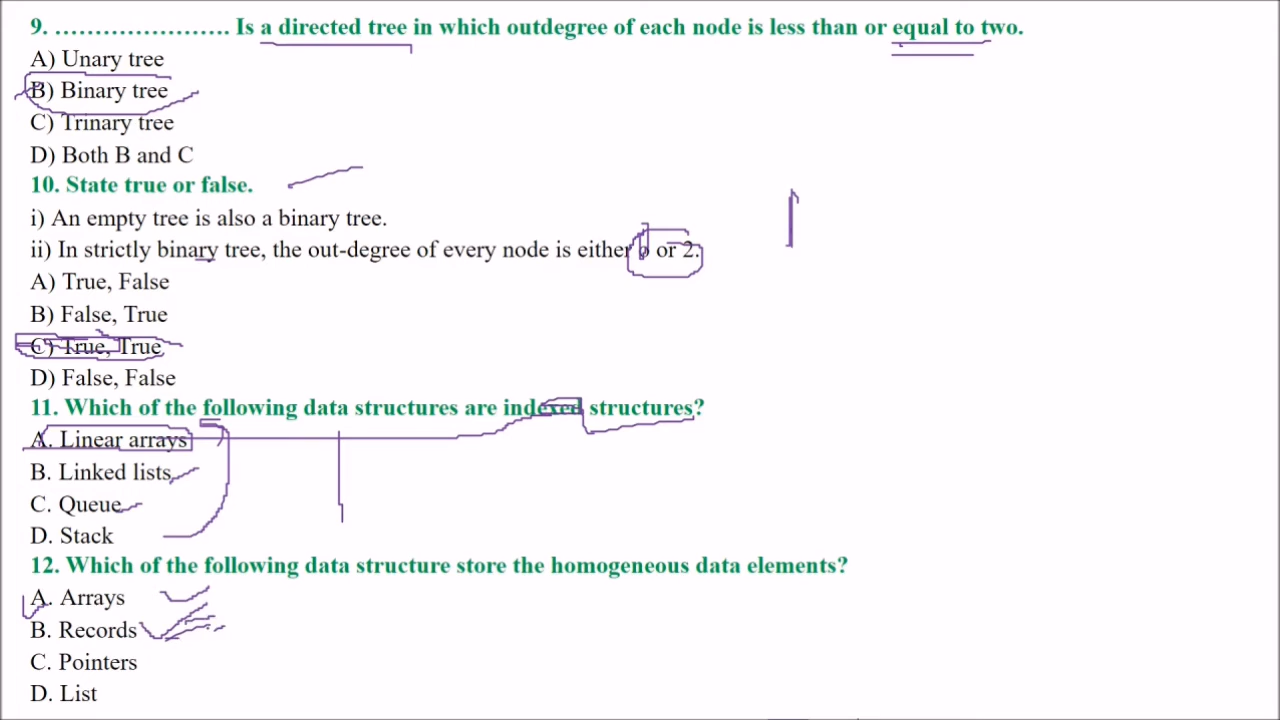 9. ...................... Is a directed tree in which outdegree of each node is less than or equal to two.
A) Unary tree
B) Binary tree
C) Trinary tree
D) Both B and C
10. State true or false.
i) An empty tree is also a binary tree.
ii) In strictly binary tree, the out-degree of every node is either o or 2.
A) True, False
B) False, True
C) True, True
D) False, False
11. Which of the following data structures are indexed structures?
A. Linear arrays
B. Linked lists
C. Queue
D. Stack
12. Which of the following data structure store the homogeneous data elements?
A. Arrays
B. Records
C. Pointers
D. List